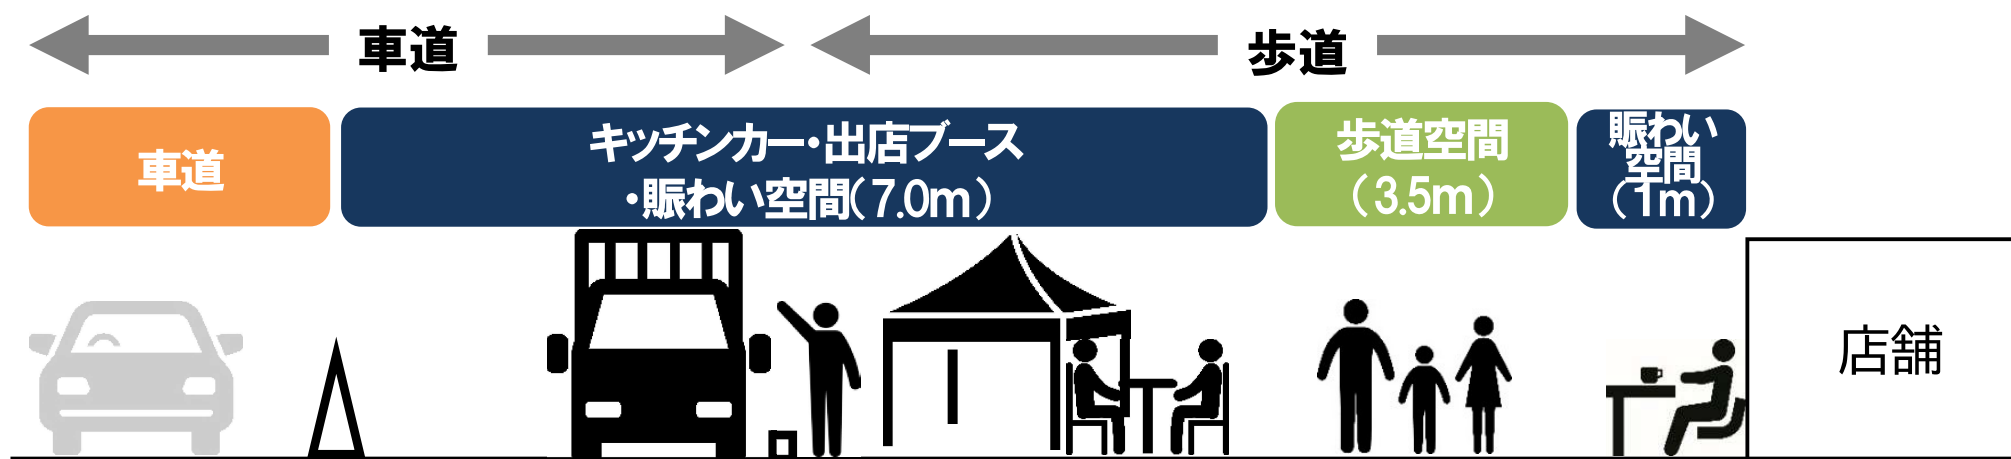 車道
歩道
車道
キッチンカー・出店ブース
・賑わい空間(7.0m)
歩道空間
(3.5m)
賑わい
空間
(1m)
店舗